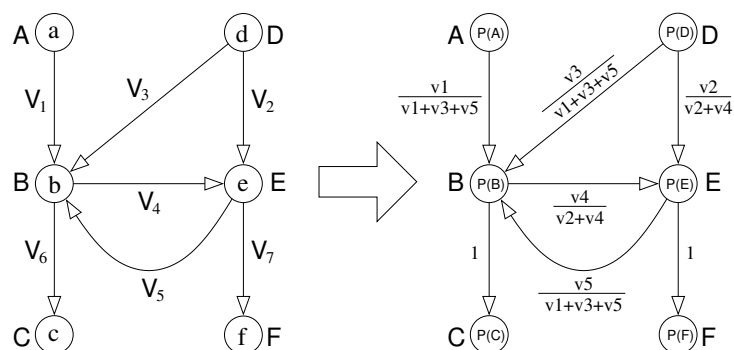 A a d D
V1 V3 V2
B b e E
V4
V6 V5 V7
C c f F
A P(A) P(D) D
v1
v1+v3+v5
v3
v1+v3+v5
v2
v2+v4
B P(B) P(E) E
v4
v2+v4
1 1
v5
v1+v3+v5
C P(C) P(F) F